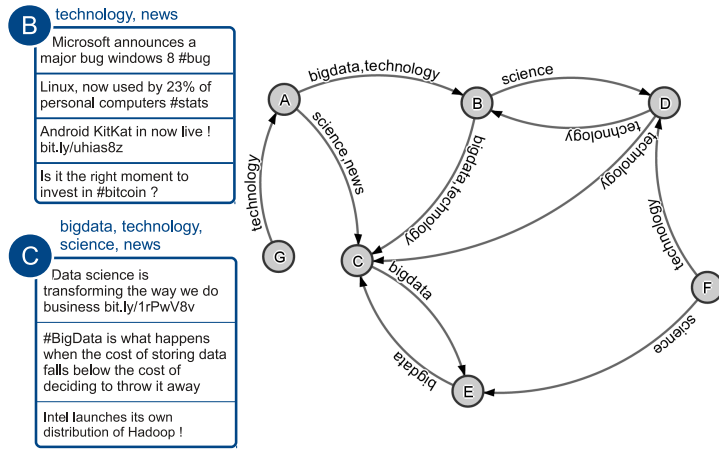 B
technology, news
Microsoft announces a
major bug windows 8 #bug
Linux, now used by 23% of
personal computers #stats
Android KitKat in now live !
bit.ly/uhias8z
Is it the right moment to
invest in #bitcoin ?
C
bigdata, technology,
science, news
Data science is
transforming the way we do
business bit.ly/1rPwV8v
#BigData is what happens
when the cost of storing data
falls below the cost of
deciding to throw it away
Intel launches its own
distribution of Hadoop !
A
bigdata,technology
B
science
D
technology
science,news
bigdata,technology
technology
technology
G
C
bigdata
technology
F
bigdata
E
science